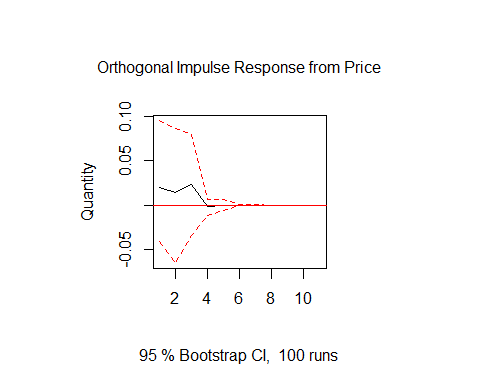 Orthogonal Impulse Response from Price
Quantity
0.10
0.05
-0.05
2 4 6 8 10
95 % Bootstrap CI, 100 runs